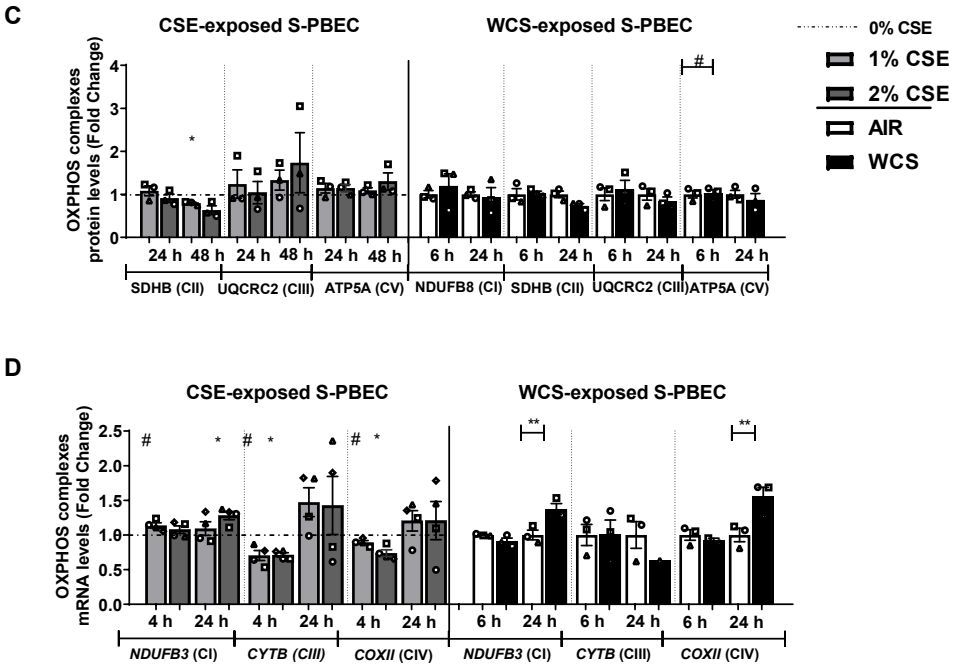 C
CSE-exposed S-PBEC
WCS-exposed S-PBEC
0% CSE
1% CSE
2% CSE
AIR
WCS
OXPHOS complexes
protein levels (Fold Change)
4
3
2
1
0
*
#
24 h 48 h 24 h 48 h 24 h 48 h 6 h 24 h 6 h 24 h 6 h 24 h 6 h 24 h
SDHB (CII) UQCRC2 (CIII) ATP5A (CV) NDUFB8 (CI) SDHB (CII) UQCRC2 (CIII) ATP5A (CV)
D
CSE-exposed S-PBEC
WCS-exposed S-PBEC
OXPHOS complexes
mRNA levels (Fold Change)
2.5
2.0
1.5
1.0
0.5
0.0
# * # * # * ** **
4 h 24 h 4 h 24 h 4 h 24 h 6 h 24 h 6 h 24 h 6 h 24 h
NDUFB3 (CI) CYTB (CIII) COXII (CIV) NDUFB3 (CI) CYTB (CIII) COXII (CIV)